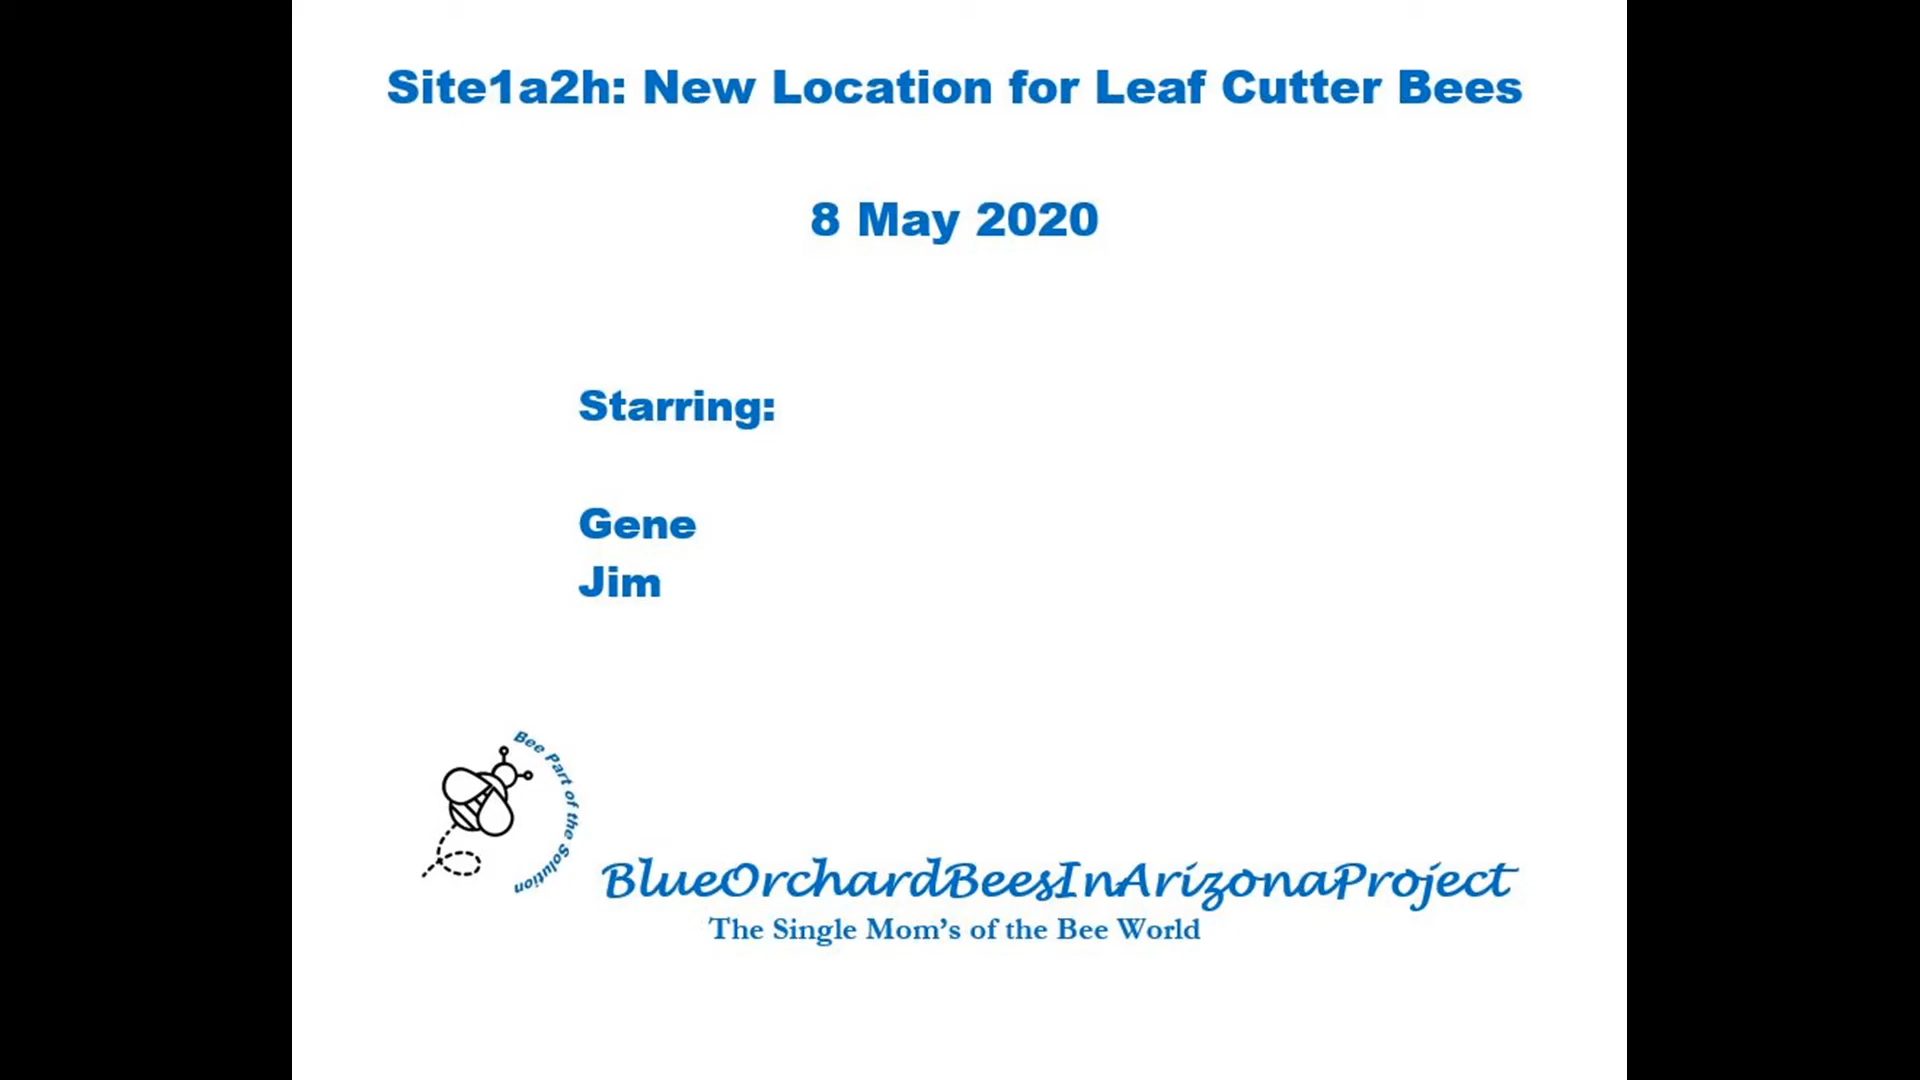 Site1a2h: New Location for Leaf Cutter Bees
8 May 2020
Starring:
Gene
Jim
Bee Part of the Solution
BlueOrchardBeesInArizonaProject
The Single Mom's of the Bee World